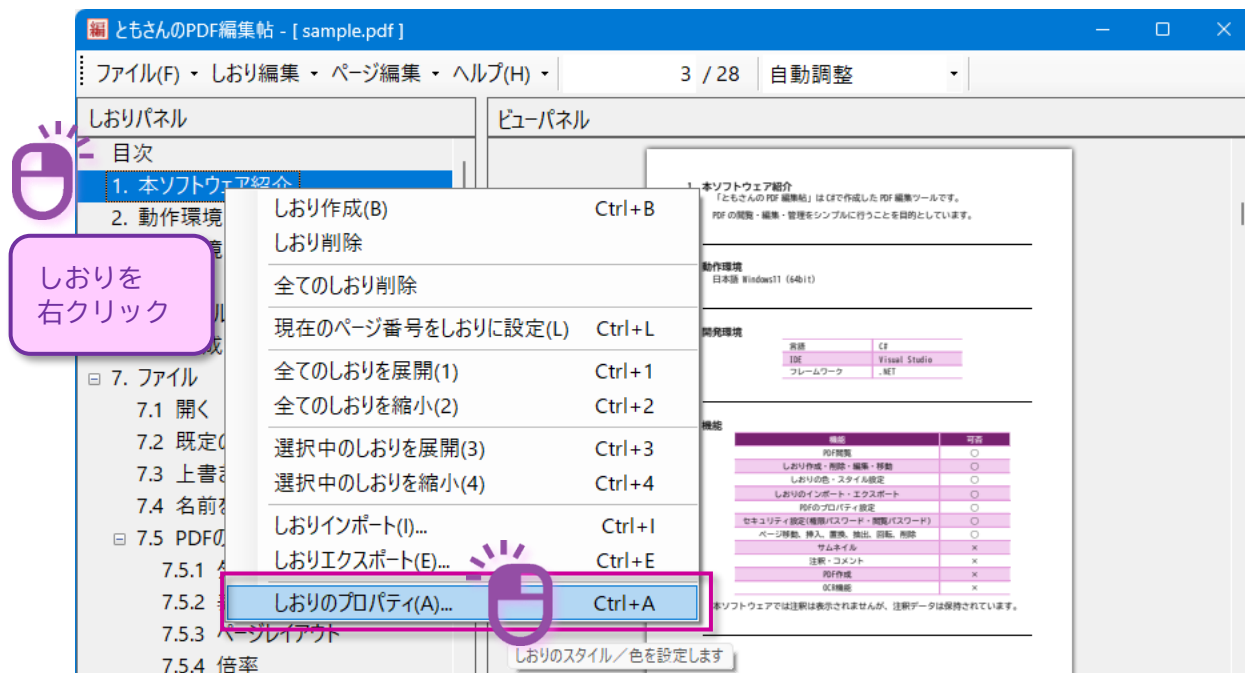 編 ともさんのPDF編集帖 - [ sample.pdf ]
ファイル(F) しおり編集 ページ編集 ヘルプ(H) 3 / 28 自動調整
しおりパネル
ビューパネル
目次
1. 本ソフトウェア紹介
2. 動作環境
しおりを
右クリック
7. ファイル
7.1 開く
7.2 既定の
7.3 上書き
7.4 名前を
7.5 PDFの
7.5.1
7.5.2
7.5.3 ページレイアウト
7.5.4 倍率
しおり作成(B) Ctrl+B
しおり削除
全てのしおり削除
現在のページ番号をしおりに設定(L) Ctrl+L
全てのしおりを展開(1) Ctrl+1
全てのしおりを縮小(2) Ctrl+2
選択中のしおりを展開(3) Ctrl+3
選択中のしおりを縮小(4) Ctrl+4
しおりインポート(I)... Ctrl+I
しおりエクスポート(E)... Ctrl+E
しおりのプロパティ(A)... Ctrl+A
しおりのスタイル／色を設定します
1. 本ソフトウェア紹介
「ともさんの PDF 編集帖」は C#で作成した PDF 編集ツールです。
PDF の閲覧・編集・管理をシンプルに行うことを目的としています。
動作環境
日本語 Windows11 (64bit)
開発環境
言語 C#
IDE Visual Studio
フレームワーク .NET
機能
機能 可否
PDF閲覧 ○
しおり作成・削除・編集・移動 ○
しおりの色・スタイル設定 ○
しおりのインポート・エクスポート ○
PDFのプロパティ設定 ○
セキュリティ設定(権限パスワード・閲覧パスワード) ○
ページ移動、挿入、置換、抽出、回転、削除 ○
サムネイル ×
注釈・コメント ×
PDF作成 ×
OCR機能 ×
本ソフトウェアでは注釈は表示されませんが、注釈データは保持されています。